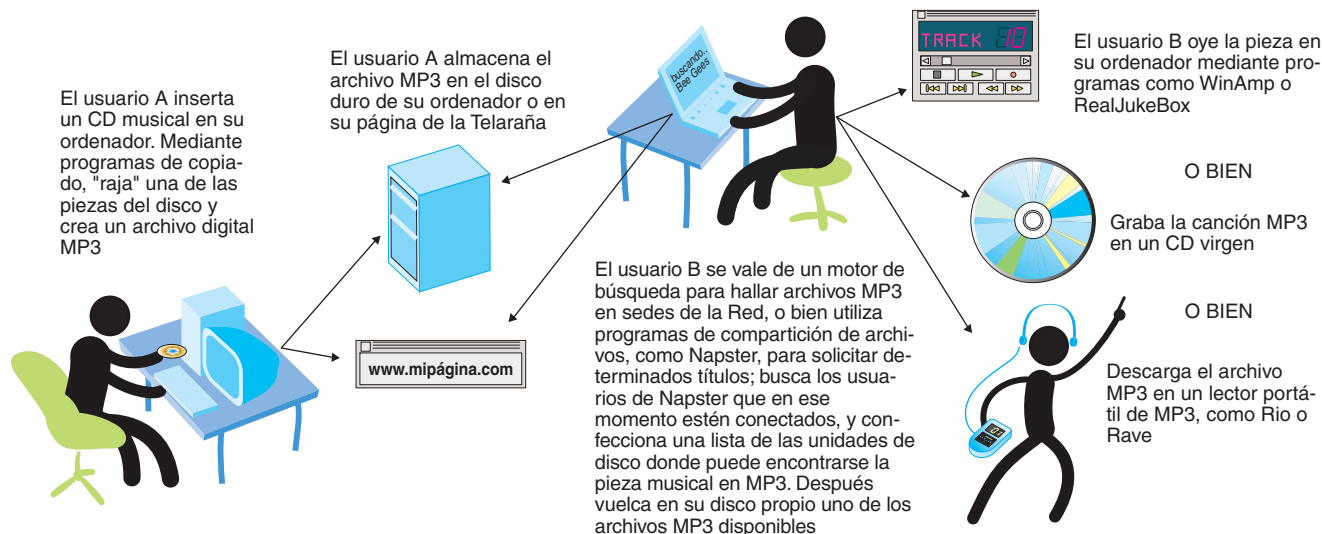 El usuario A inserta
un CD musical en su
ordenador. Mediante
programas de copia-
do, "raja" una de las
piezas del disco y
crea un archivo digital
MP3
El usuario A almacena el
archivo MP3 en el disco
duro de su ordenador o en
su página de la Telaraña
www.mipágina.com
buscando..
Bee Gees
El usuario B se vale de un motor de
búsqueda para hallar archivos MP3
en sedes de la Red, o bien utiliza
programas de compartición de archi-
vos, como Napster, para solicitar de-
terminados títulos; busca los usua-
rios de Napster que en ese
momento estén conectados, y con-
fecciona una lista de las unidades de
disco donde puede encontrarse la
pieza musical en MP3. Después
vuelca en su disco propio uno de los
archivos MP3 disponibles
TRACK 10
El usuario B oye la pieza en
su ordenador mediante pro-
gramas como WinAmp o
RealJukeBox
O BIEN
Graba la canción MP3
en un CD virgen
O BIEN
Descarga el archivo
MP3 en un lector portá-
til de MP3, como Rio o
Rave